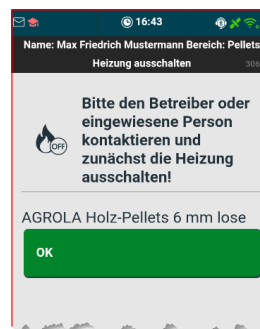 16:43
Name: Max Friedrich Mustermann Bereich: Pellets
Heizung ausschalten 306
Bitte den Betreiber oder
eingewiesene Person
kontaktieren und
zunächst die Heizung
ausschalten!
OFF
AGROLA Holz-Pellets 6 mm lose
OK